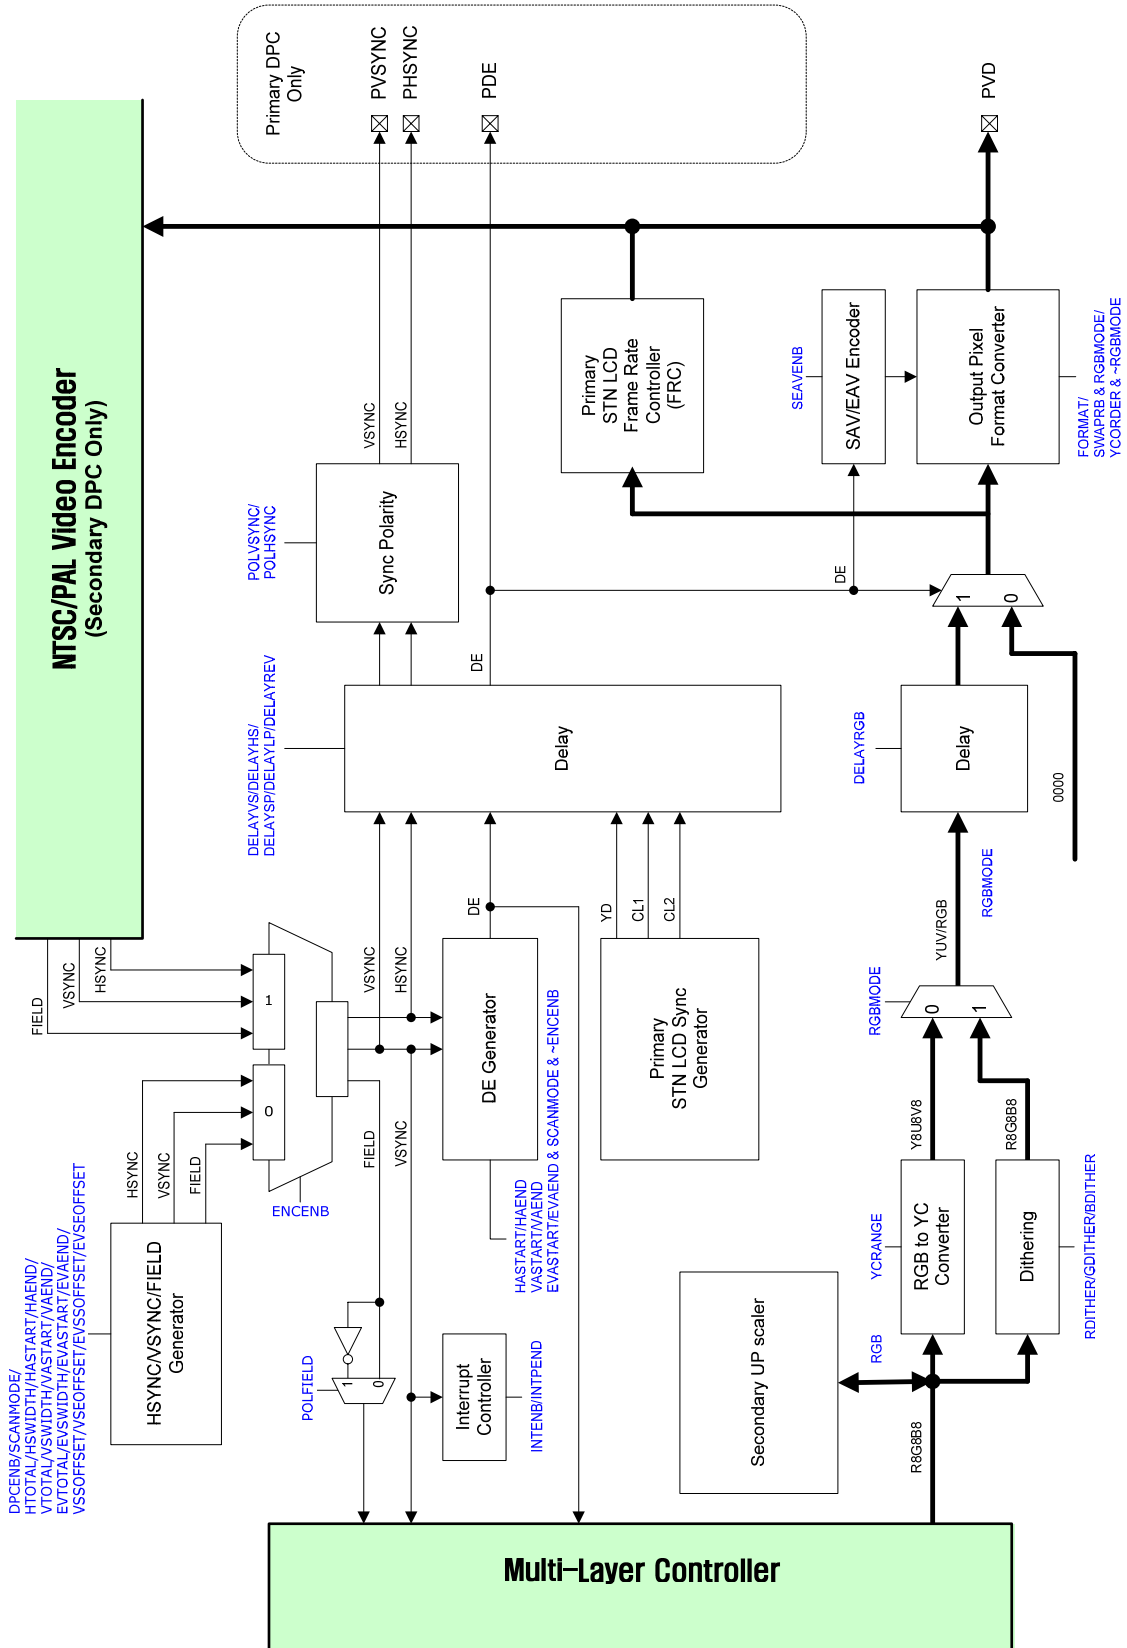 DPCENB/SCANMODE/
HTOTAL/HSWIDTH/HASTART/HAEND/
VTOTAL/VSWIDTH/VASTART/VAEND/
EVTOTAL/EVSWIDTH/EVASTART/EVAEND/
VSSOFFSET/VSEOFFSET/EVSSOFFSET/EVSEOFFSET
HSYNC/VSYNC/FIELD
Generator
HSYNC
VSYNC
FIELD
FIELD
VSYNC
HSYNC
NTSC/PAL Video Encoder
(Secondary DPC Only)
1
0
ENCENB
POLFIELD
1
0
FIELD
VSYNC
VSYNC
HSYNC
Interrupt
Controller
INTENB/INTPEND
DE Generator
HASTART/HAEND
VASTART/VAEND
EVASTART/EVAEND & SCANMODE & ~ENCENB
DE
Primary
STN LCD Sync
Generator
YD
CL1
CL2
DELAYVS/DELAYHS/
DELAYSP/DELAYLP/DELAYREV
Delay
DE
POLVSYNC/
POLHSYNC
Sync Polarity
VSYNC
HSYNC
Primary DPC
Only
PVSYNC
PHSYNC
PDE
PVD
Primary
STN LCD
Frame Rate
Controller
(FRC)
SEAVENB
SAV/EAV Encoder
Output Pixel
Format Converter
FORMAT/
SWAPRB & RGBMODE/
YCORDER & ~RGBMODE
DE
1
0
DELAYRGB
Delay
0000
RGBMODE
YUV/RGB
RGBMODE
0
1
Y8U8V8
R8G8B8
YCRANGE
RGB to YC
Converter
Dithering
RDITHER/GDITHER/BDITHER
RGB
Secondary UP scaler
R8G8B8
Multi-Layer Controller